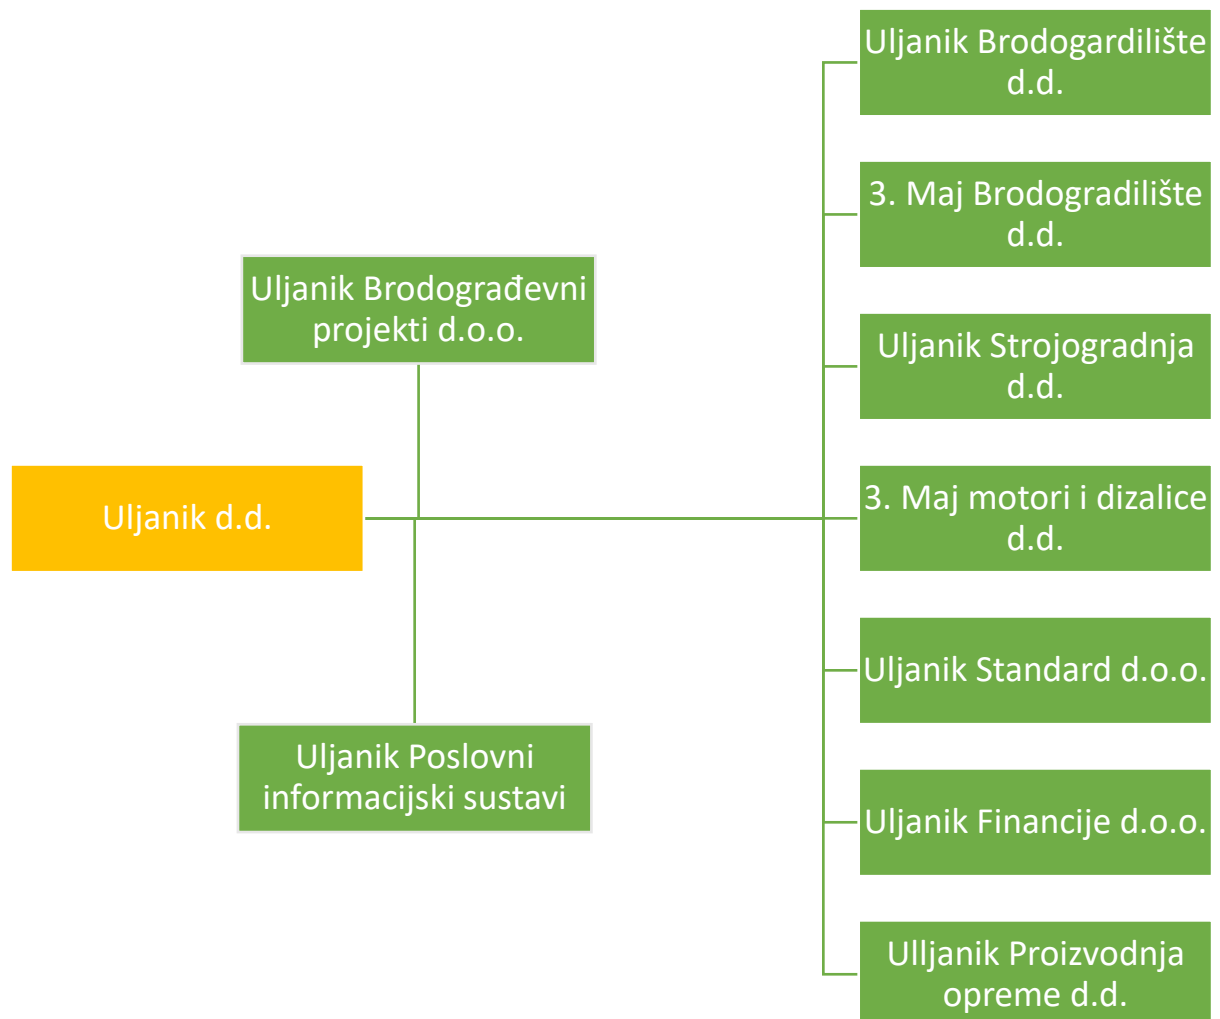 Uljanik Brodogardilište
d.d.
3. Maj Brodogradilište
d.d.
Uljanik Brodograđevni
projekti d.o.o.
Uljanik Strojogradnja
d.d.
Uljanik d.d.
3. Maj motori i dizalice
d.d.
Uljanik Standard d.o.o.
Uljanik Poslovni
informacijski sustavi
Uljanik Financije d.o.o.
Ulljanik Proizvodnja
opreme d.d.